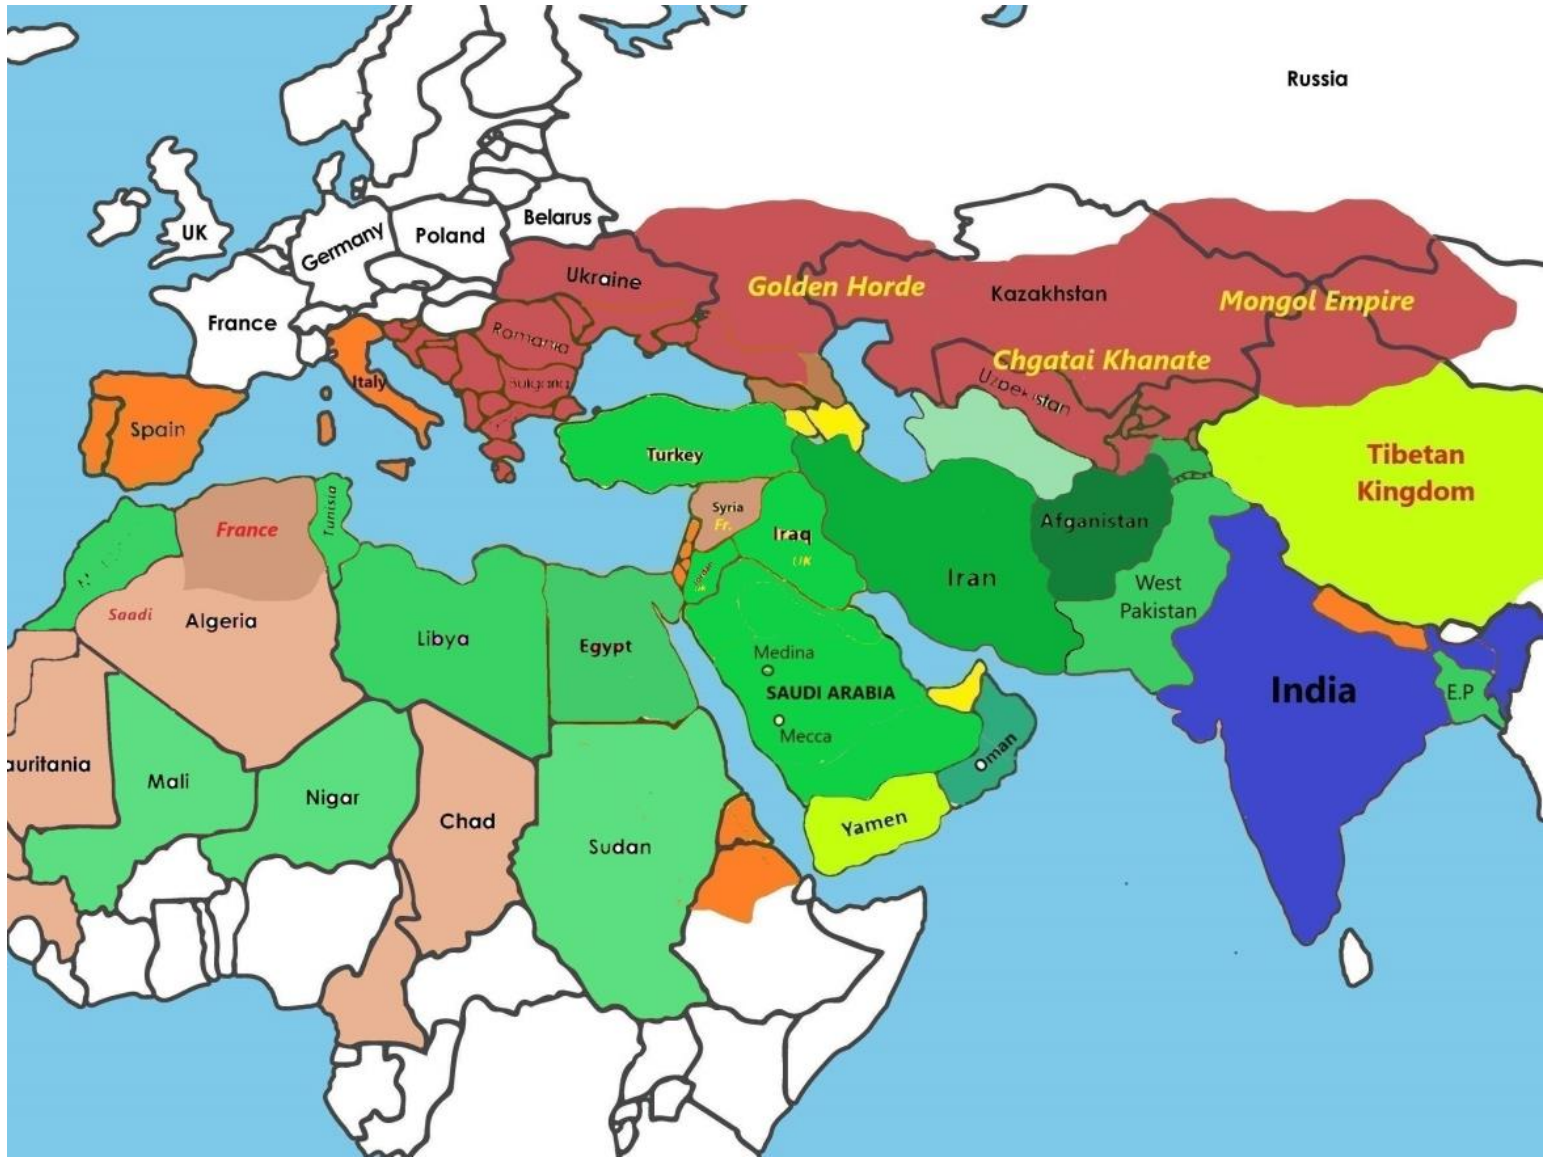 Russia
UK
Belarus
Poland
Germany
Ukraine
Golden Horde
Kazakhstan
Mongol Empire
France
Romania
Chgatai Khanate
Italy
Bulgaria
Uzbekistan
Spain
Turkey
Tibetan
Kingdom
Tunisia
Syria
Fr.
France
Afganistan
Iraq
UK
Jordan
Iran
West
Pakistan
Saadi
Algeria
Libya
Egypt
Medina
SAUDI ARABIA
India
E.P
Mecca
Oman
auritania
Mali
Nigar
Chad
Yamen
Sudan